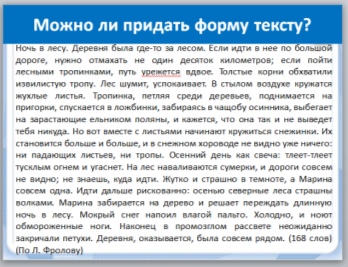 Можно ли придать форму тексту?
Ночь в лесу. Деревня была где-то за лесом. Если идти в нее по большой
дороге, нужно отмахать не один десяток километров; если пойти
лесными тропинками, путь урежется вдвое. Толстые корни обхватили
извилистую тропу. Лес шумит, успокаивает. В стылом воздухе кружатся
жухлые листья. Тропинка, петляя среди деревьев, поднимается на
пригорки, спускается в ложбинки, забираясь в чащобу осинника, выбегает
на зарастающие ельником поляны, и кажется, что она так и не выведет
тебя никуда. Но вот вместе с листьями начинают кружиться снежинки. Их
становится больше и больше, и в снежном хороводе не видно уже ничего:
ни падающих листьев, ни тропы. Осенний день как свеча: тлеет-тлеет
тусклым огнем и угаснет. На лес наваливаются сумерки, и дороги совсем
не видно; не знаешь, куда идти. Жутко и страшно в темноте, а Марина
совсем одна. Идти дальше рискованно: осенью северные леса страшны
волками. Марина забирается на дерево и решает переждать длинную
ночь в лесу. Мокрый снег напоил влагой пальто. Холодно, и ноют
обмороженные ноги. Наконец в промозглом рассвете неожиданно
закричали петухи. Деревня, оказывается, была совсем рядом. (168 слов)
(По Л. Фролову)